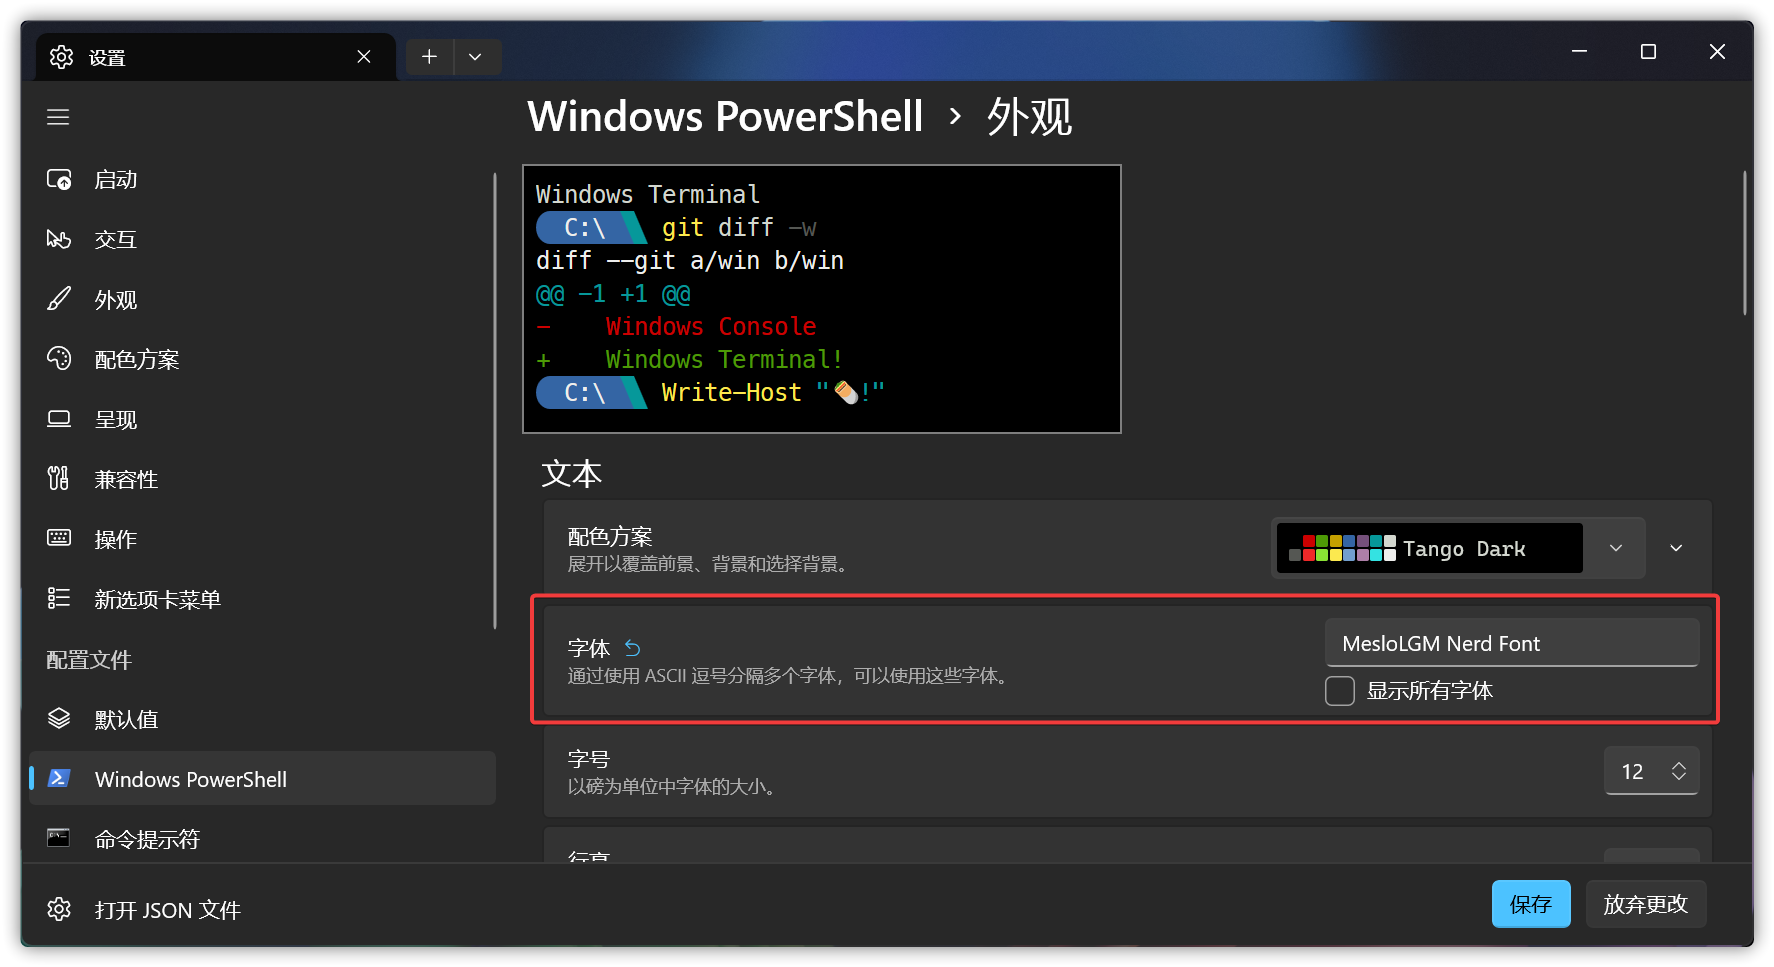 设置
启动
交互
外观
配色方案
呈现
兼容性
操作
新选项卡菜单
配置文件
默认值
Windows PowerShell
命令提示符
打开 JSON 文件
Windows PowerShell › 外观
Windows Terminal
C:\ git diff -w
diff --git a/win b/win
@@ -1 +1 @@
- Windows Console
+ Windows Terminal!
C:\ Write-Host "🌯!"
文本
配色方案
展开以覆盖前景、背景和选择背景。
Tango Dark
字体
通过使用 ASCII 逗号分隔多个字体，可以使用这些字体。
MesloLGM Nerd Font
显示所有字体
字号
以磅为单位中字体的大小。
12
行高
保存
放弃更改